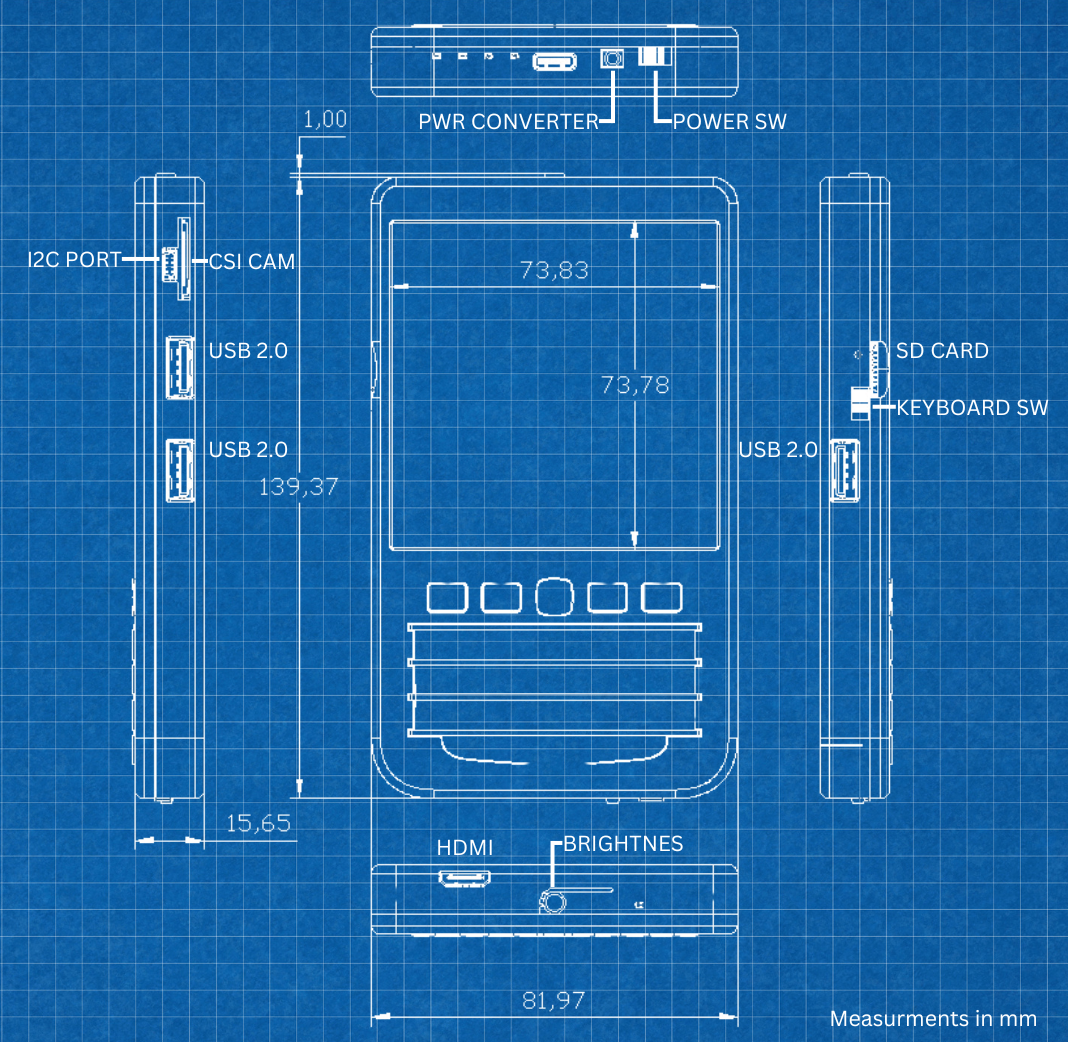 PWR CONVERTER
POWER SW
1,00
I2C PORT
CSI CAM
73,83
USB 2.0
SD CARD
73,78
KEYBOARD SW
USB 2.0
USB 2.0
139,37
15,65
HDMI
BRIGHTNES
81,97
Measurments in mm